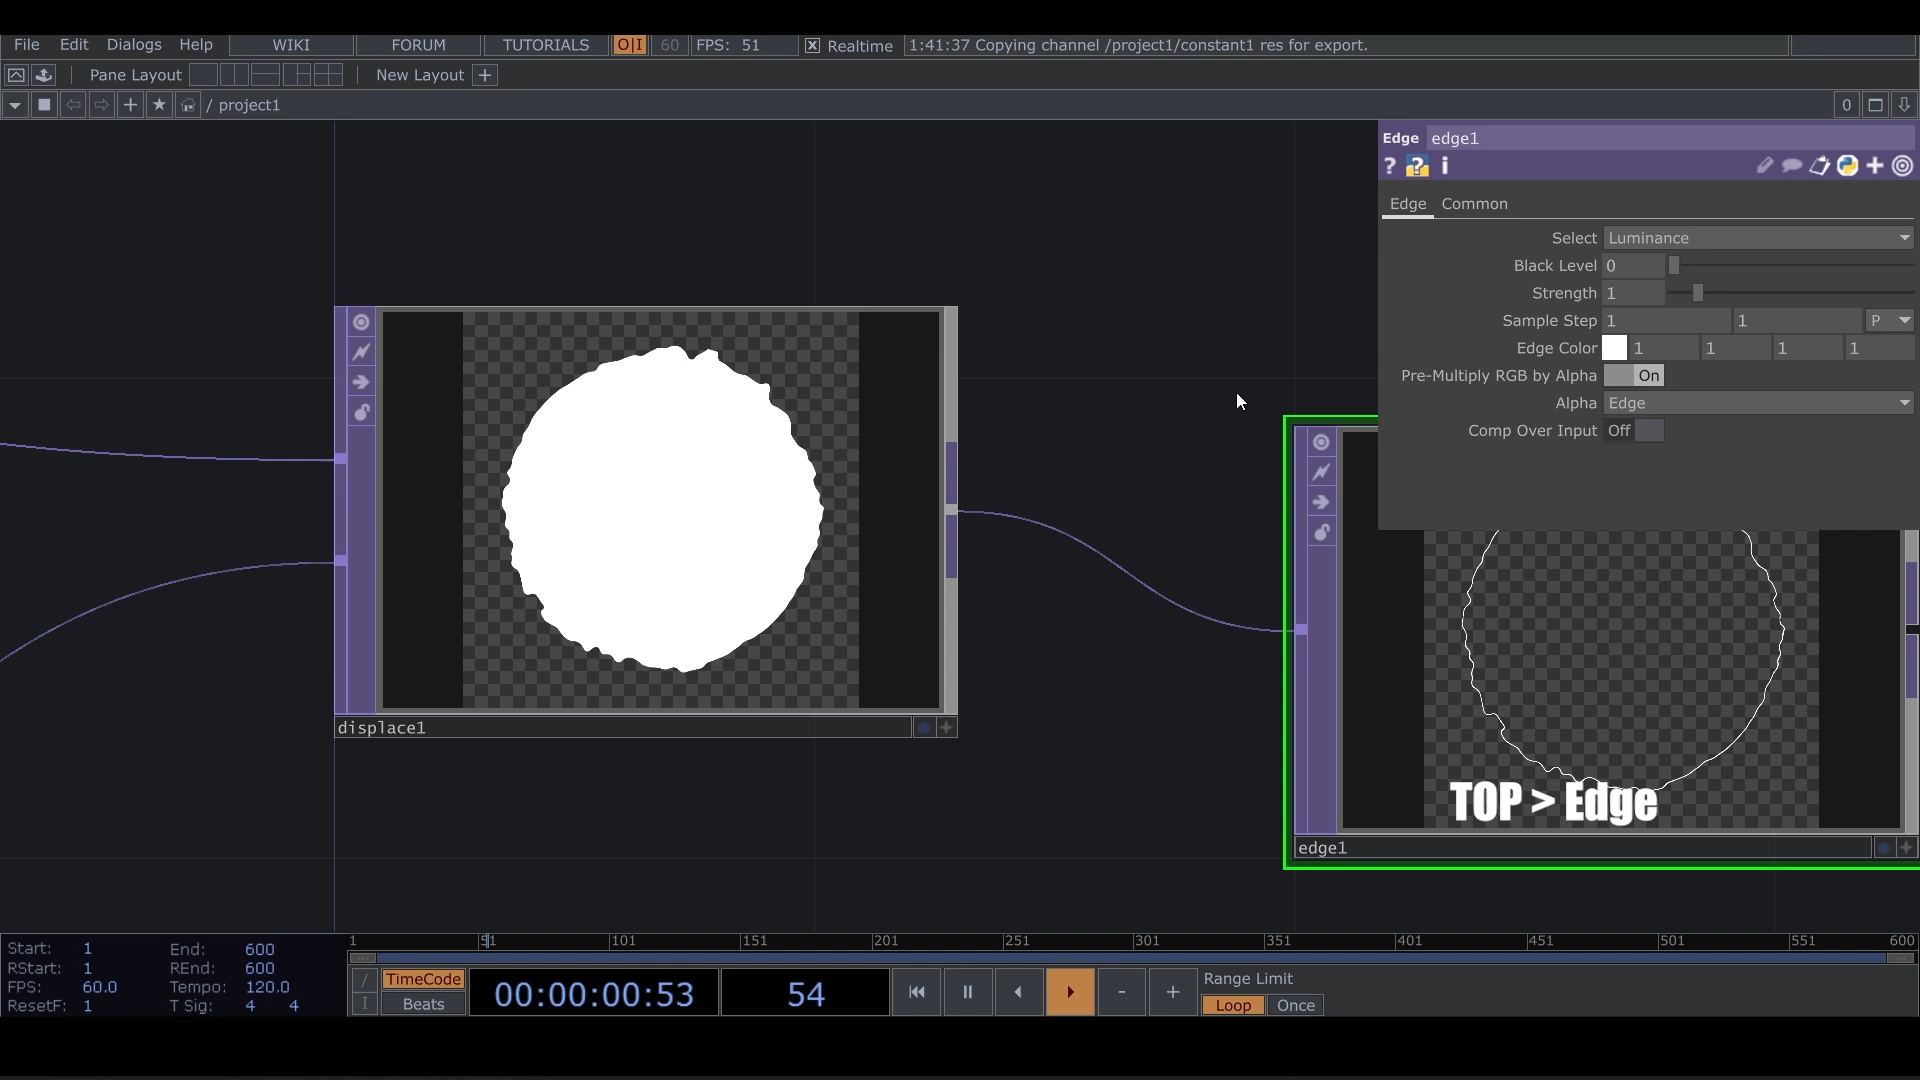 File Edit Dialogs Help WIKI FORUM TUTORIALS O|I 60 FPS: 51 Realtime 1:41:37 Copying channel /project1/constant1 res for export.
Pane Layout New Layout +
/ project1 0
Edge edge1
? ? i
Edge Common
Select Luminance
Black Level 0
Strength 1
Sample Step 1 1 P
Edge Color 1 1 1 1
Pre-Multiply RGB by Alpha On
Alpha Edge
Comp Over Input Off
displace1
TOP > Edge
edge1
1 51 101 151 201 251 301 351 401 451 501 551 600
Start: 1 End: 600
RStart: 1 REnd: 600
FPS: 60.0 Tempo: 120.0
ResetF: 1 T Sig: 4 4
TimeCode
Beats
00:00:00:53 54
- +
Range Limit
Loop Once